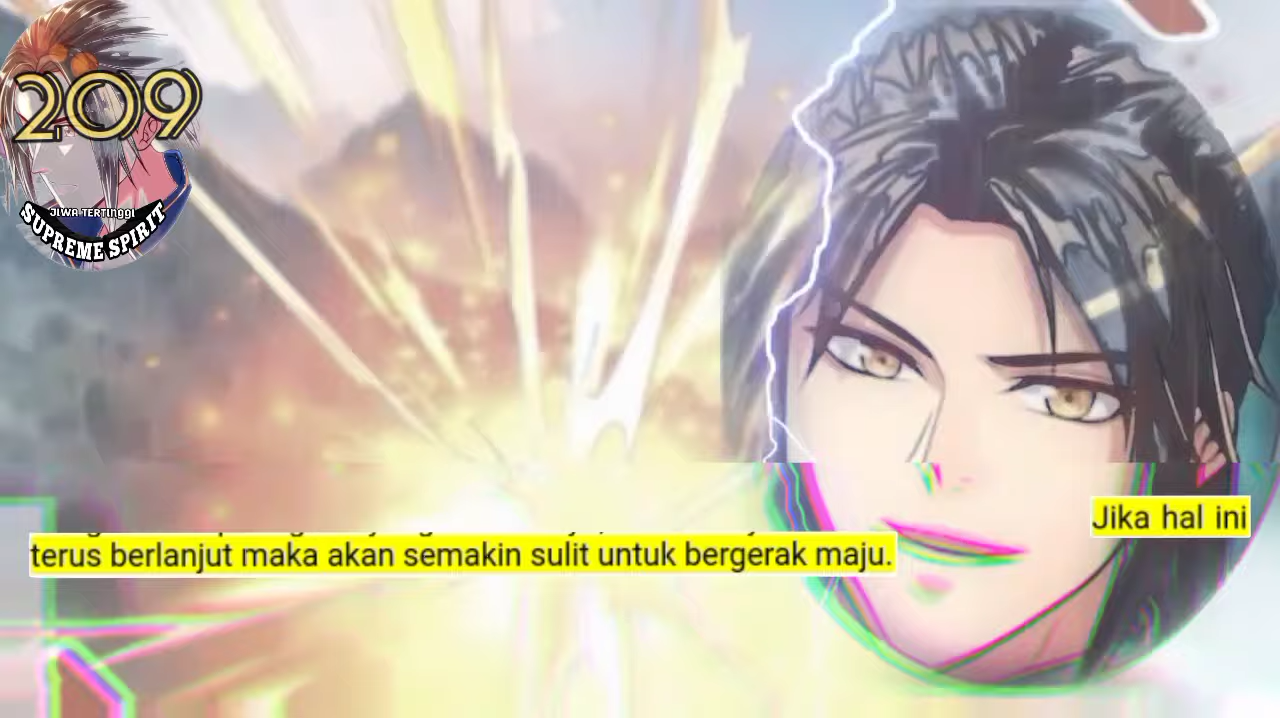 209
JIWA TERTINGGI
SUPREME SPIRIT
Jika hal ini
terus berlanjut maka akan semakin sulit untuk bergerak maju.